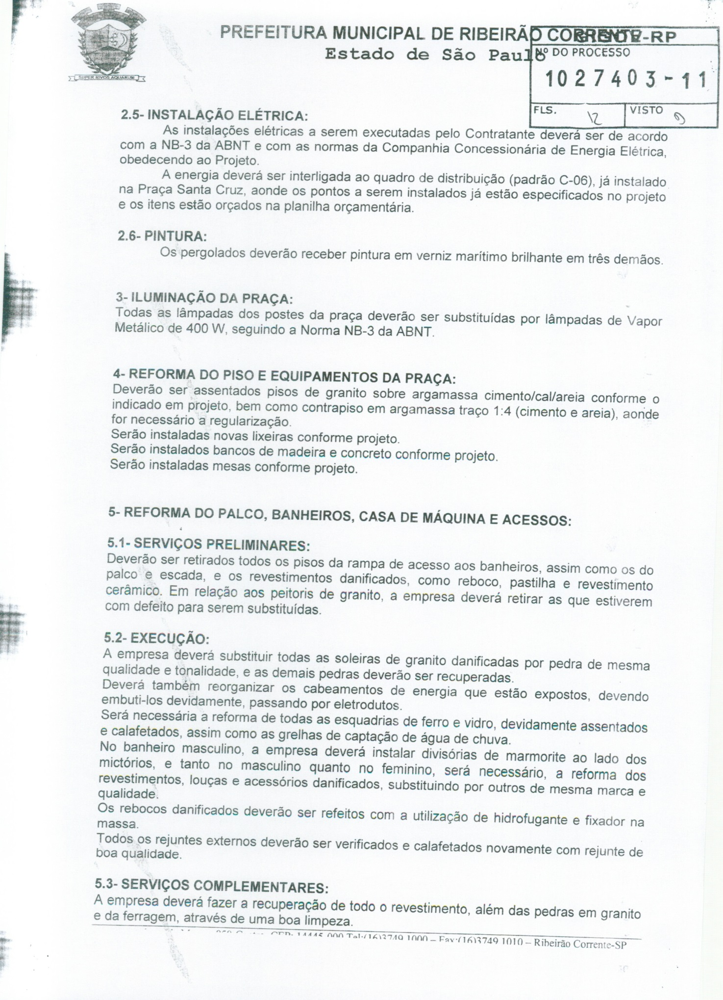 SUPER RIVOS AQUARUM
PREFEITURA MUNICIPAL DE RIBEIRÃO CORRENTE
-RP
Estado de São Paulo
Nº DO PROCESSO
1027403-11
FLS. 12 VISTO
2.5- INSTALAÇÃO ELÉTRICA:
As instalações elétricas a serem executadas pelo Contratante deverá ser de acordo
com a NB-3 da ABNT e com as normas da Companhia Concessionária de Energia Elétrica,
obedecendo ao Projeto.
A energia deverá ser interligada ao quadro de distribuição (padrão C-06), já instalado
na Praça Santa Cruz, aonde os pontos a serem instalados já estão especificados no projeto
e os itens estão orçados na planilha orçamentária.
2.6- PINTURA:
Os pergolados deverão receber pintura em verniz marítimo brilhante em três demãos.
3- ILUMINAÇÃO DA PRAÇA:
Todas as lâmpadas dos postes da praça deverão ser substituídas por lâmpadas de Vapor
Metálico de 400 W, seguindo a Norma NB-3 da ABNT.
4- REFORMA DO PISO E EQUIPAMENTOS DA PRAÇA:
Deverão ser assentados pisos de granito sobre argamassa cimento/cal/areia conforme o
indicado em projeto, bem como contrapiso em argamassa traço 1:4 (cimento e areia), aonde
for necessário a regularização.
Serão instaladas novas lixeiras conforme projeto.
Serão instalados bancos de madeira e concreto conforme projeto.
Serão instaladas mesas conforme projeto.
5- REFORMA DO PALCO, BANHEIROS, CASA DE MÁQUINA E ACESSOS:
5.1- SERVIÇOS PRELIMINARES:
Deverão ser retirados todos os pisos da rampa de acesso aos banheiros, assim como os do
palco e escada, e os revestimentos danificados, como reboco, pastilha e revestimento
cerâmico. Em relação aos peitoris de granito, a empresa deverá retirar as que estiverem
com defeito para serem substituídas.
5.2- EXECUÇÃO:
A empresa deverá substituir todas as soleiras de granito danificadas por pedra de mesma
qualidade e tonalidade, e as demais pedras deverão ser recuperadas.
Deverá também reorganizar os cabeamentos de energia que estão expostos, devendo
embuti-los devidamente, passando por eletrodutos.
Será necessária a reforma de todas as esquadrias de ferro e vidro, devidamente assentados
e calafetados, assim como as grelhas de captação de água de chuva.
No banheiro masculino, a empresa deverá instalar divisórias de marmorite ao lado dos
mictórios, e tanto no masculino quanto no feminino, será necessário, a reforma dos
revestimentos, louças e acessórios danificados, substituindo por outros de mesma marca e
qualidade.
Os rebocos danificados deverão ser refeitos com a utilização de hidrofugante e fixador na
massa.
Todos os rejuntes externos deverão ser verificados e calafetados novamente com rejunte de
boa qualidade.
5.3- SERVIÇOS COMPLEMENTARES:
A empresa deverá fazer a recuperação de todo o revestimento, além das pedras em granito
e da ferragem, através de uma boa limpeza.
CEP: 14445 000 Tel:(16)3749 1000 – Fax:(16)3749 1010 – Ribeirão Corrente-SP